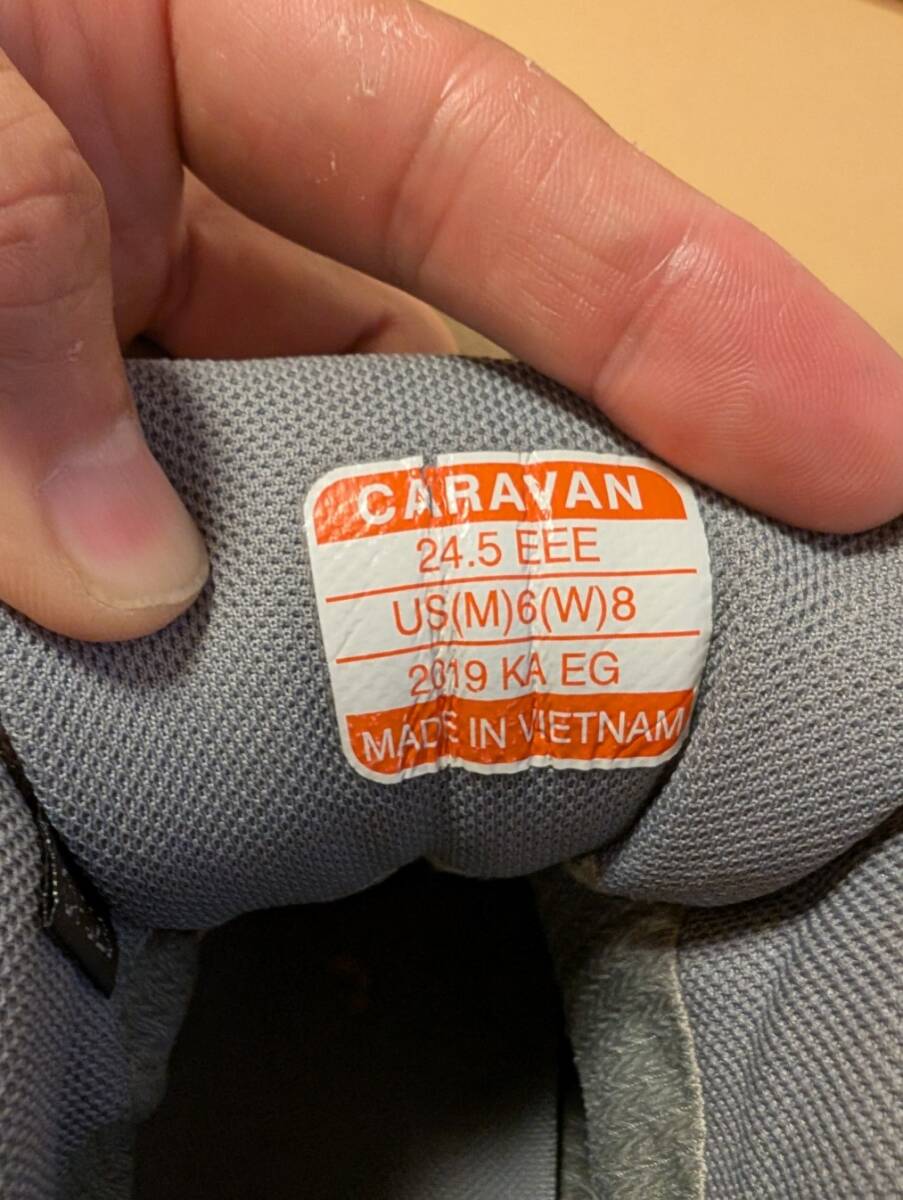 CARAVAN
24.5 EEE
US(M)6(W)8
2019 KA EG
MADE IN VIETNAM